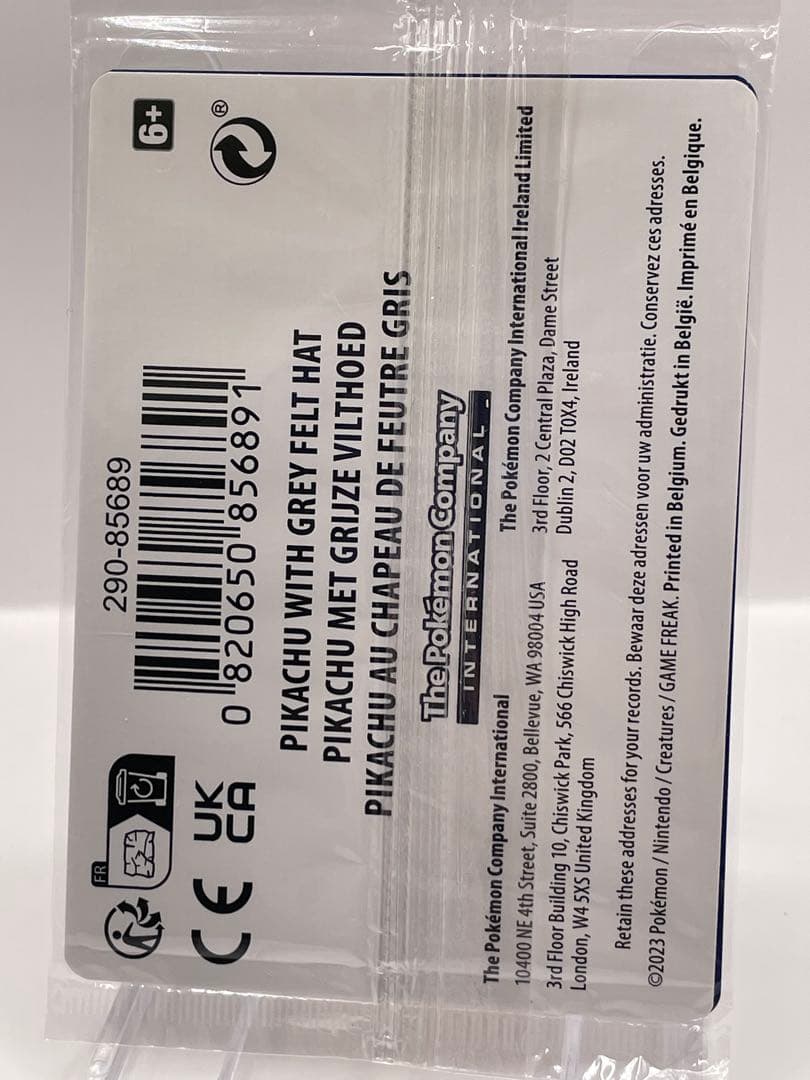 290-85689
6+
0 820650 856891
®
FR
CE
UK
CA
PIKACHU WITH GREY FELT HAT
PIKACHU MET GRIJZE VILTHOED
PIKACHU AU CHAPEAU DE FEUTRE GRIS
The Pokémon Company
INTERNATIONAL
The Pokémon Company International
10400 NE 4th Street, Suite 2800, Bellevue, WA 98004 USA
3rd Floor Building 10, Chiswick Park, 566 Chiswick High Road
London, W4 5XS United Kingdom
The Pokémon Company International Ireland Limited
3rd Floor, 2 Central Plaza, Dame Street
Dublin 2, D02 T0X4, Ireland
Retain these addresses for your records. Bewaar deze adressen voor uw administratie. Conservez ces adresses.
©2023 Pokémon / Nintendo / Creatures / GAME FREAK. Printed in Belgium. Gedrukt in België. Imprimé en Belgique.